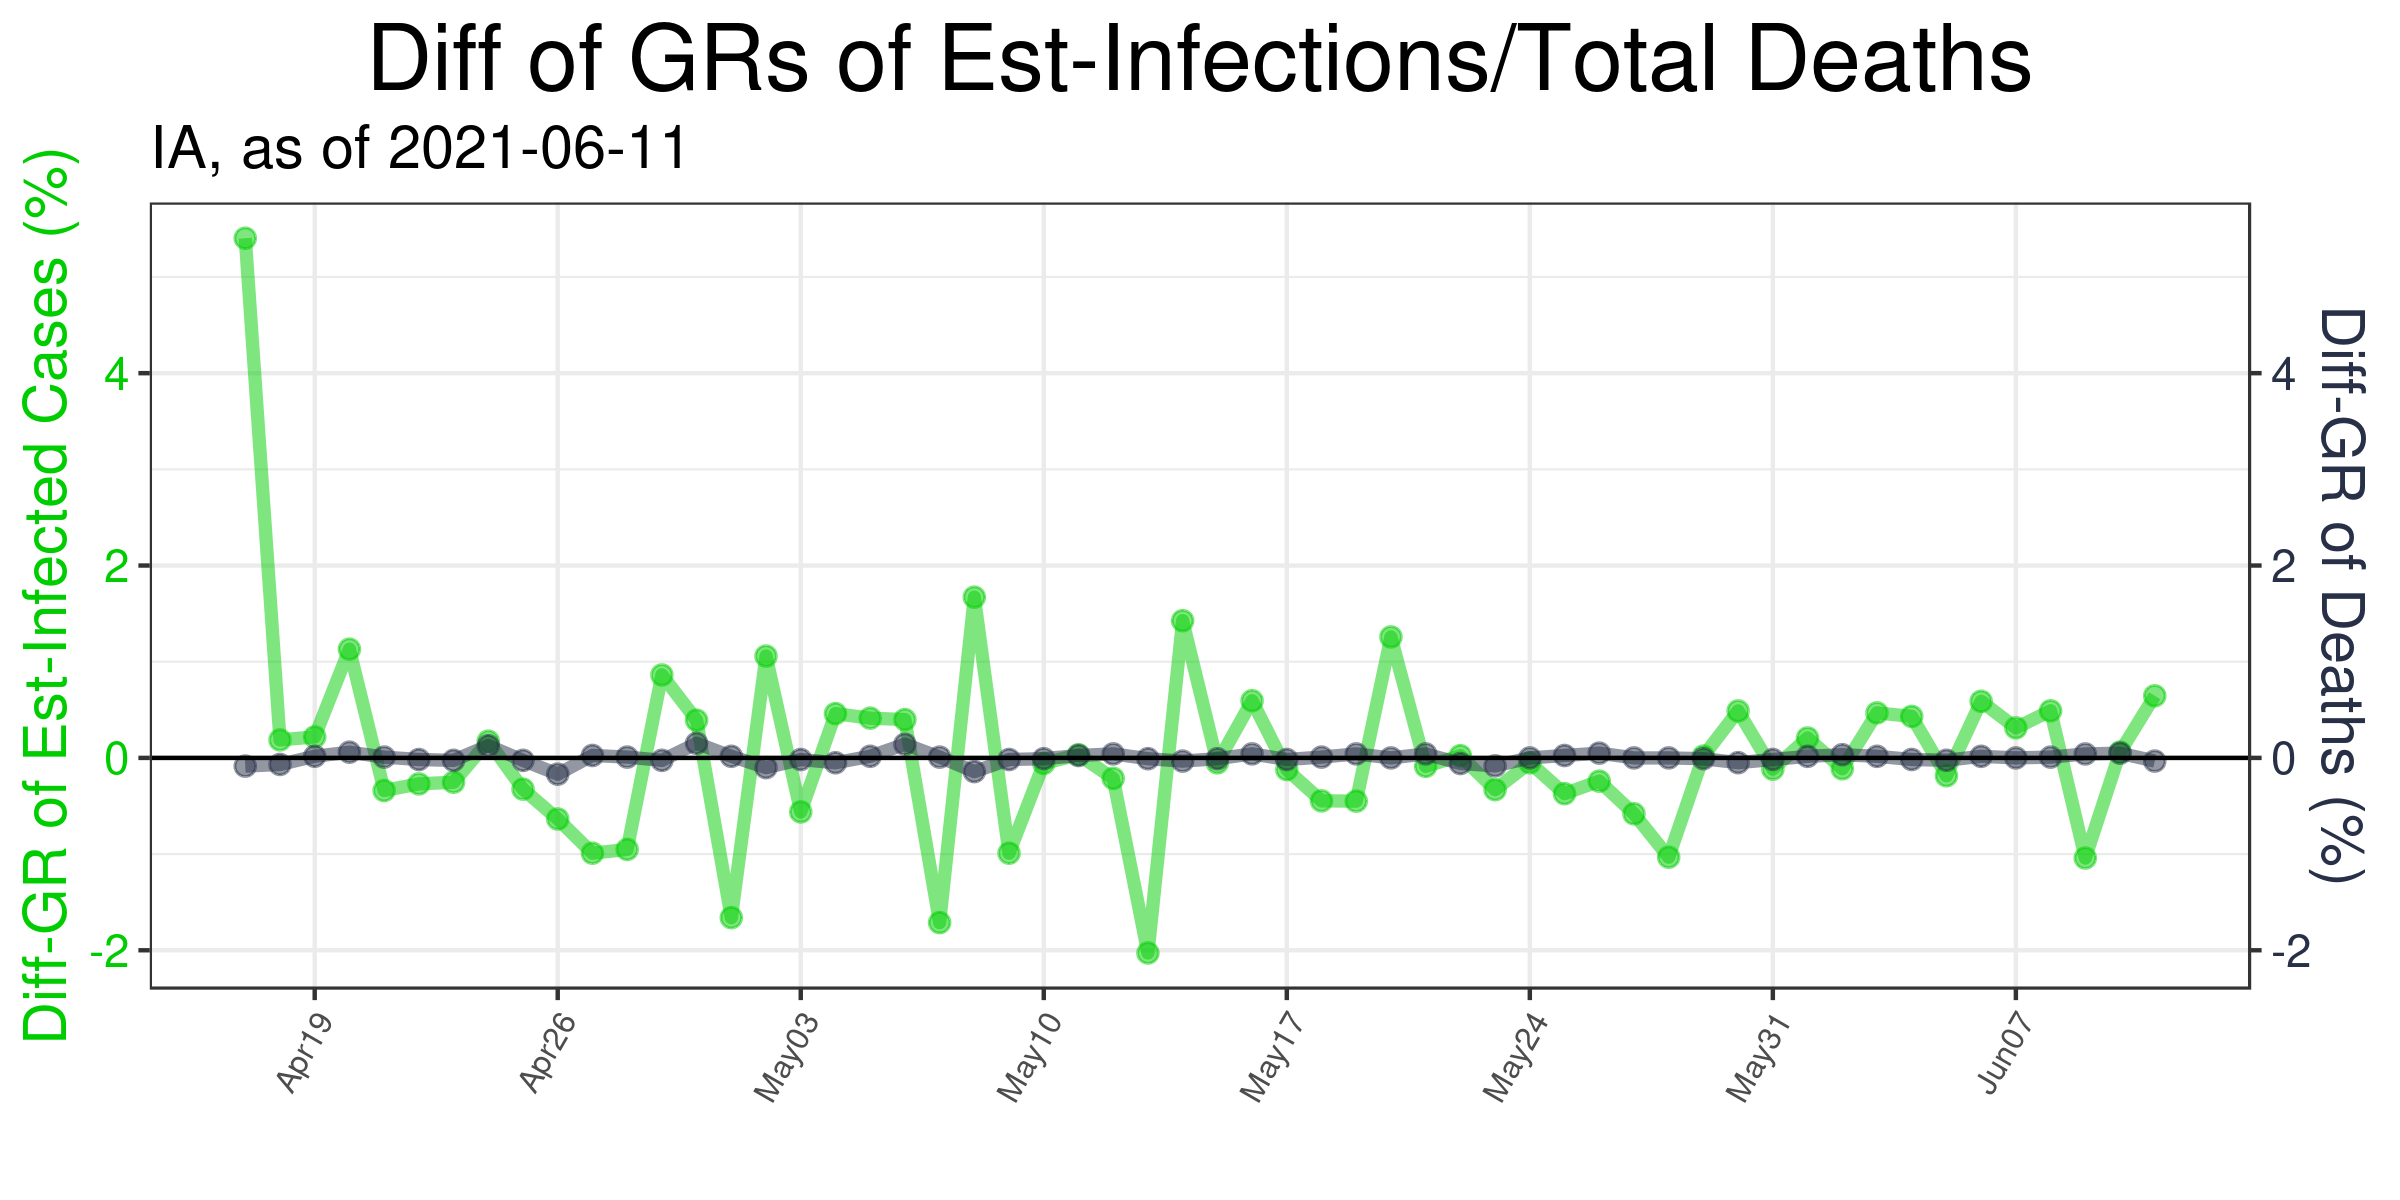 Diff of GRs of Est-Infections/Total Deaths
IA, as of 2021-06-11
Diff-GR of Est-Infected Cases (%)
4
2
0
-2
4
2
0
-2
Diff-GR of Deaths (%)
Apr19
Apr26
May03
May10
May17
May24
May31
Jun07